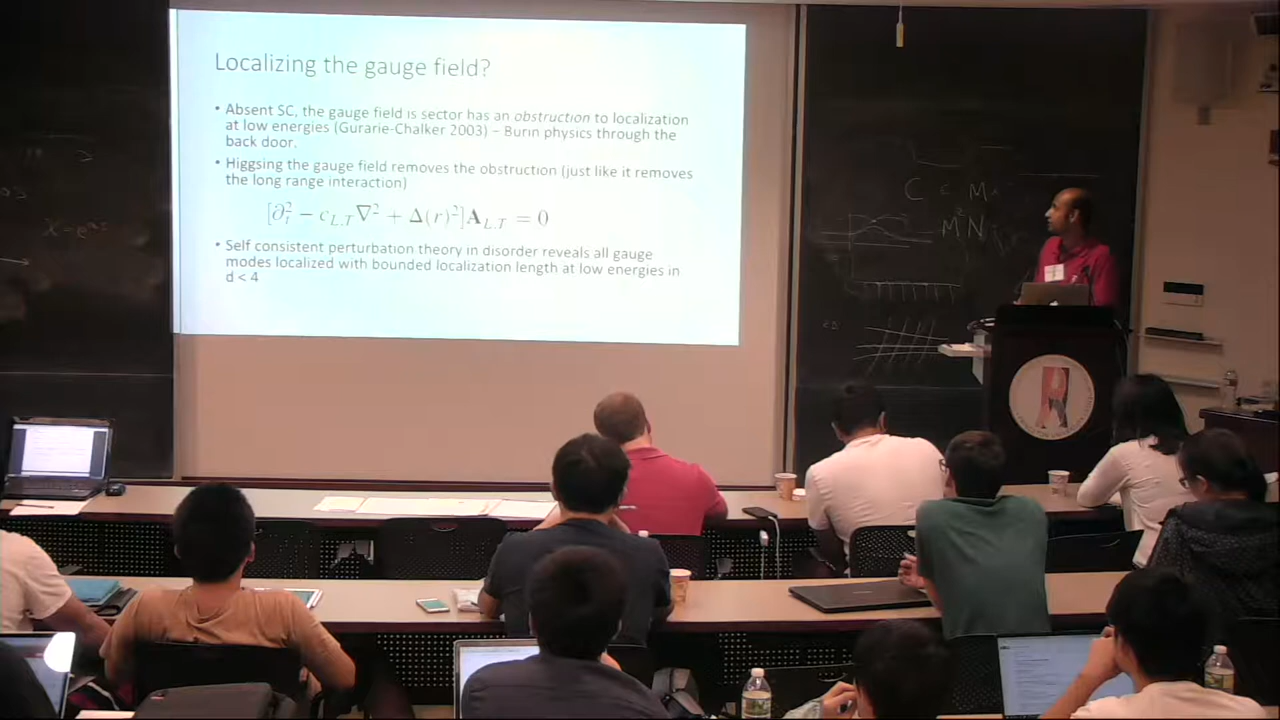 Localizing the gauge field?
• Absent SC, the gauge field is sector has an obstruction to localization
at low energies (Gurarie-Chalker 2003) – Burin physics through the
back door.
• Higgsing the gauge field removes the obstruction (just like it removes
the long range interaction)
[∂_t^2 − c_{L,T}∇^2 + Δ(r)^2]A_{L,T} = 0
• Self consistent perturbation theory in disorder reveals all gauge
modes localized with bounded localization length at low energies in
d < 4